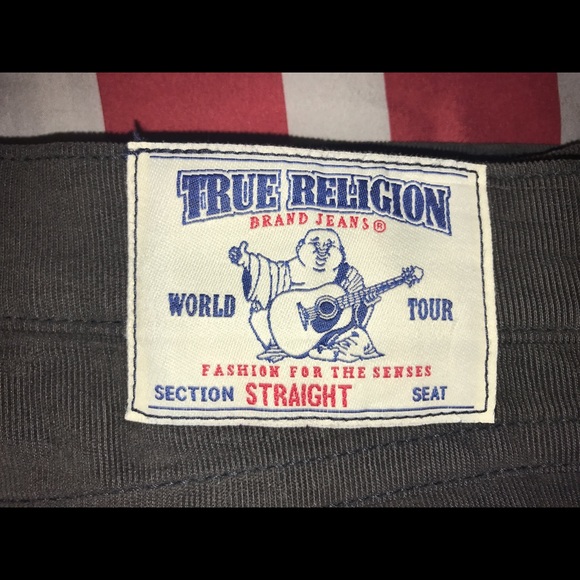 TRUE RELIGION
BRAND JEANS®
WORLD TOUR
FASHION FOR THE SENSES
SECTION STRAIGHT SEAT